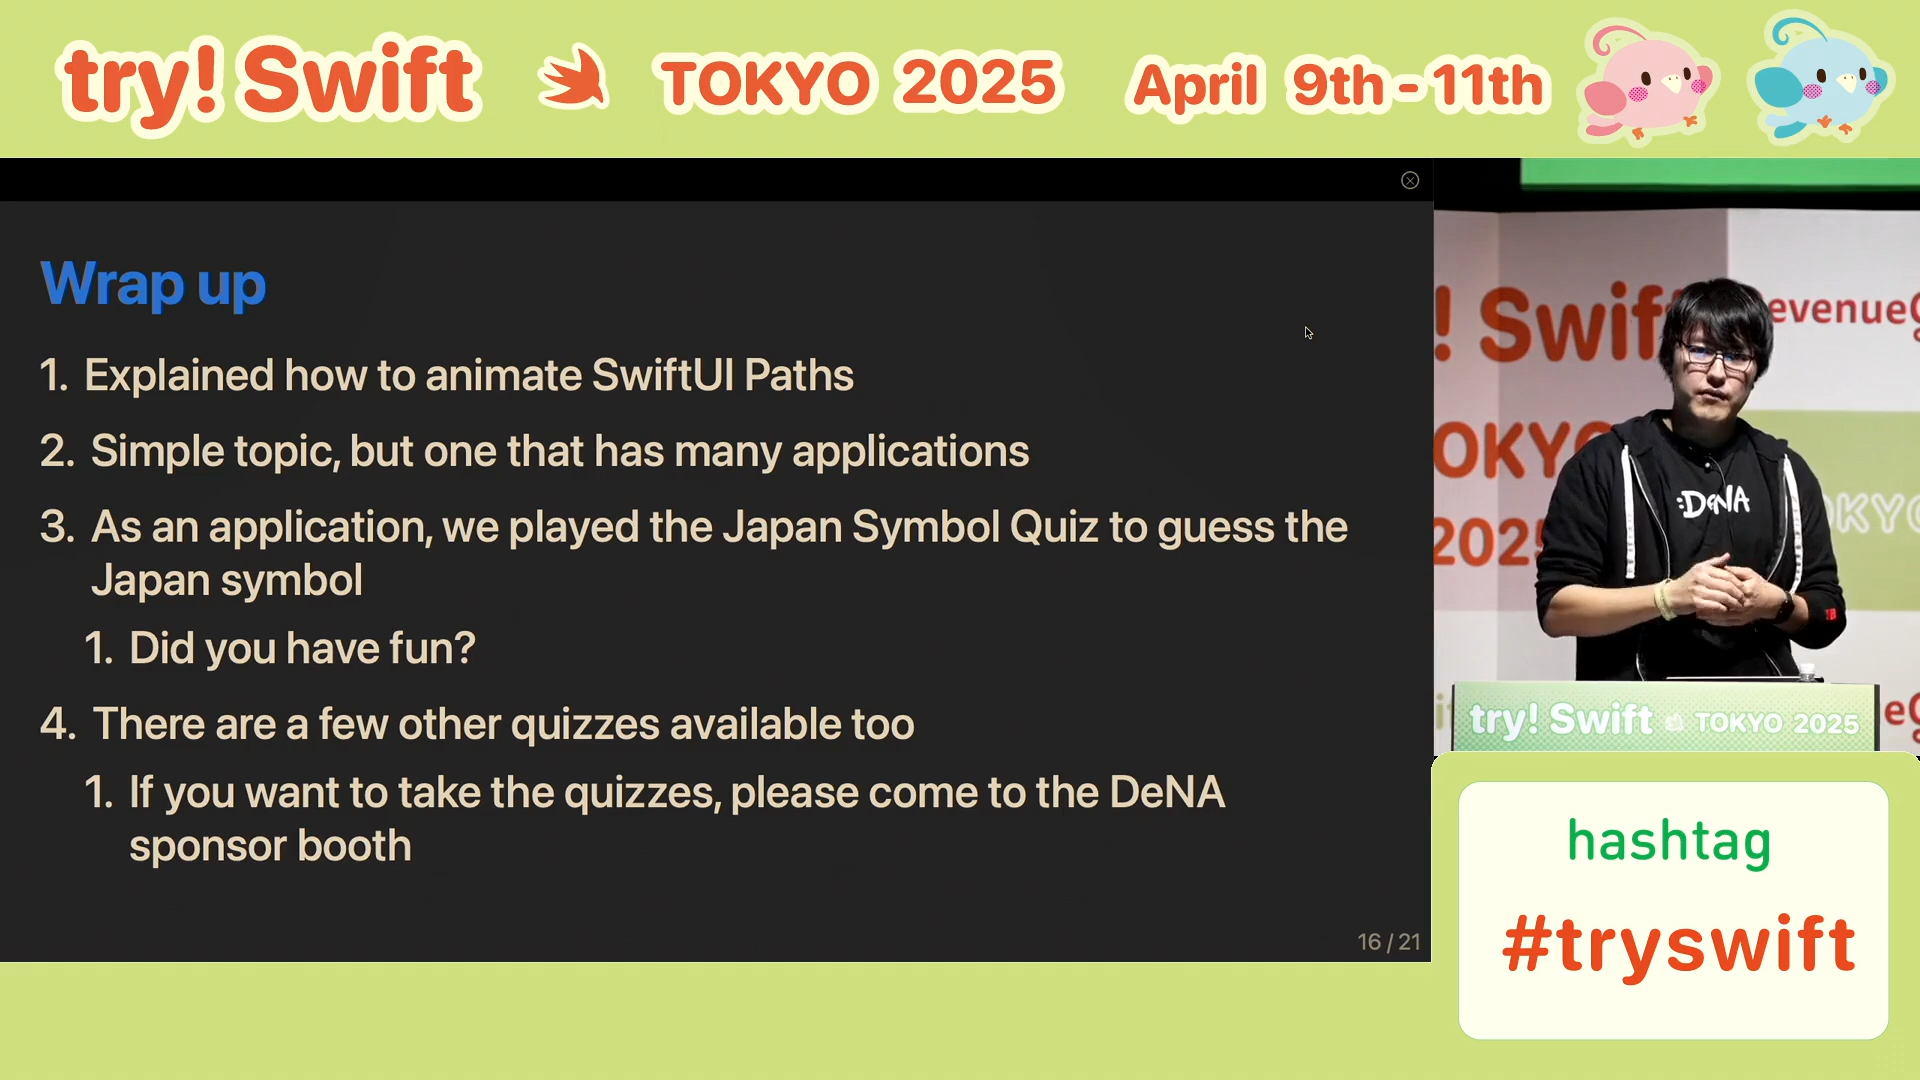 try! Swift TOKYO 2025 April 9th-11th
Wrap up
1. Explained how to animate SwiftUI Paths
2. Simple topic, but one that has many applications
3. As an application, we played the Japan Symbol Quiz to guess the
Japan symbol
1. Did you have fun?
4. There are a few other quizzes available too
1. If you want to take the quizzes, please come to the DeNA
sponsor booth
16 / 21
! Swift
evenue
OKYO
2025
:DeNA
OKYO
try! Swift TOKYO 2025
hashtag
#tryswift